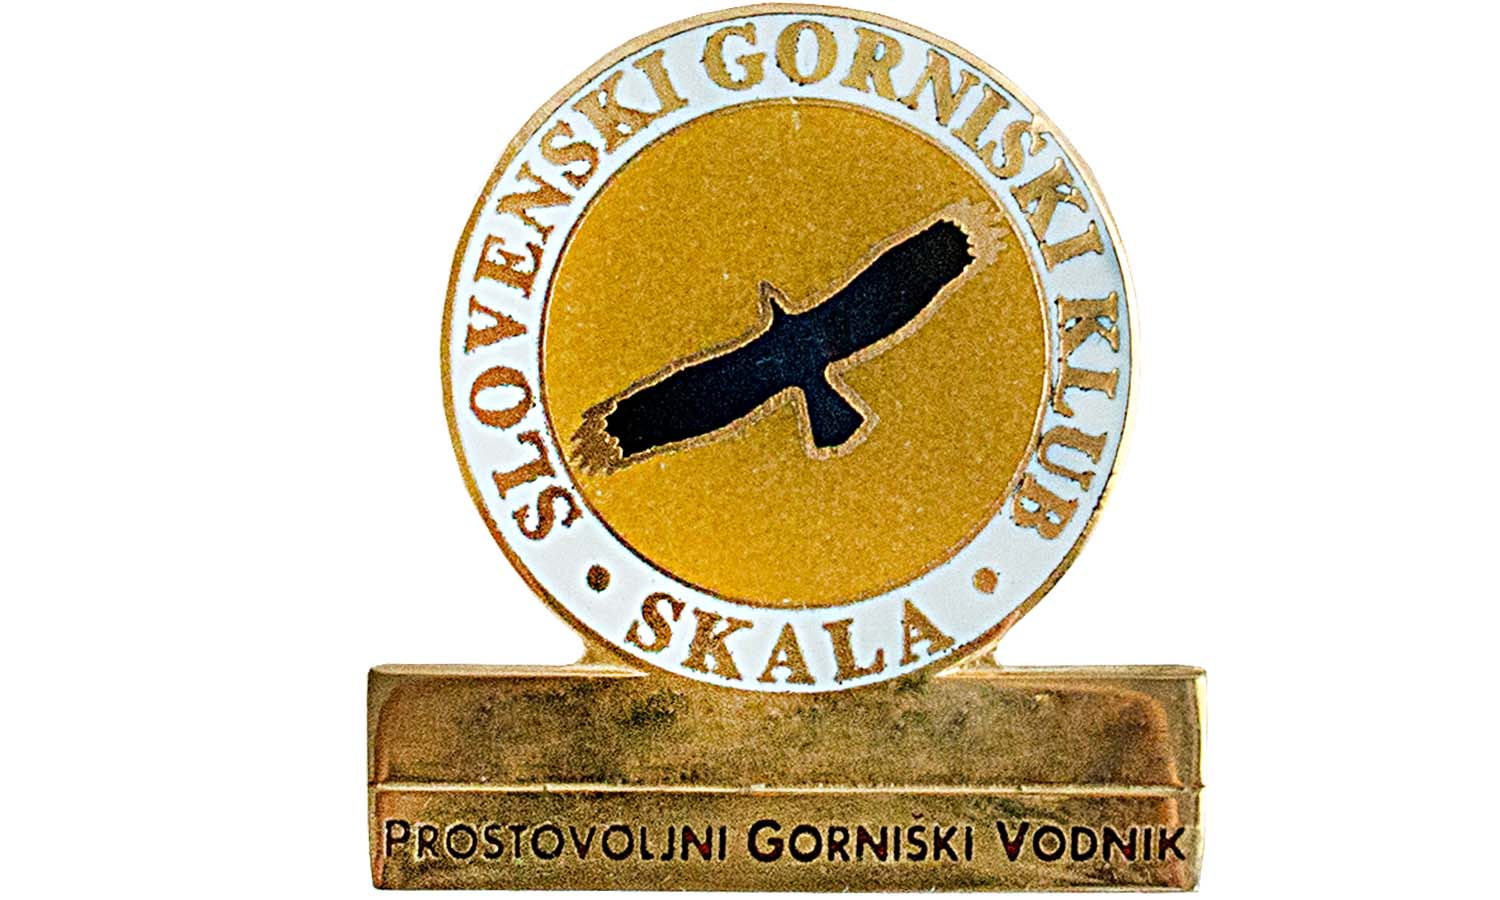 SLOVENSKI GORNIŠKI KLUB
• SKALA •
PROSTOVOLJNI GORNIŠKI VODNIK